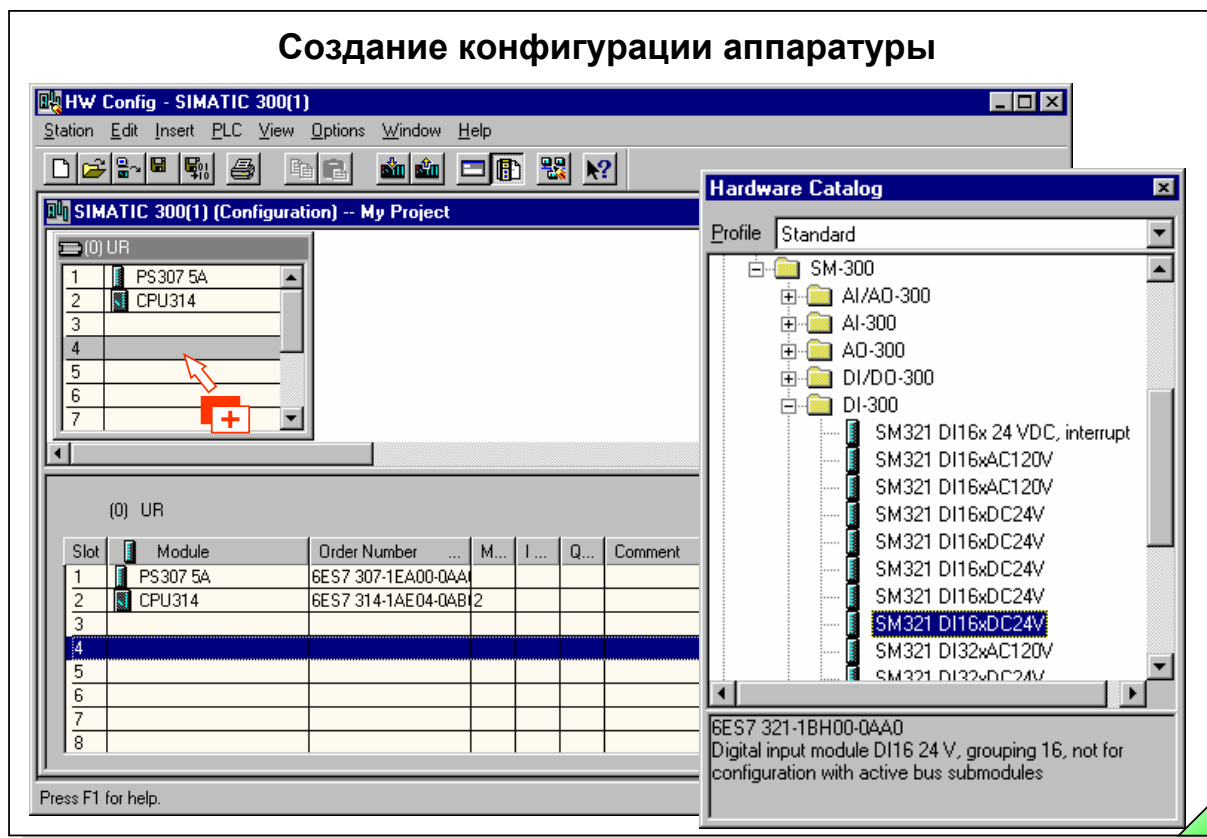 Создание конфигурации аппаратуры
HW Config - SIMATIC 300(1)
Station Edit Insert PLC View Options Window Help
SIMATIC 300(1) (Configuration) -- My Project
(0) UR
1 PS307 5A
2 CPU314
3
4
5
6
7
(0) UR
Slot Module Order Number ... M... I ... Q... Comment
1 PS307 5A 6ES7 307-1EA00-0AA
2 CPU314 6ES7 314-1AE04-0AB 2
3
4
5
6
7
8
Press F1 for help.
Hardware Catalog
Profile Standard
SM-300
AI/AO-300
AI-300
AO-300
DI/DO-300
DI-300
SM321 DI16x 24 VDC, interrupt
SM321 DI16xAC120V
SM321 DI16xAC120V
SM321 DI16xDC24V
SM321 DI16xDC24V
SM321 DI16xDC24V
SM321 DI16xDC24V
SM321 DI16xDC24V
SM321 DI32xAC120V
SM321 DI32xDC24V
6ES7 321-1BH00-0AA0
Digital input module DI16 24 V, grouping 16, not for
configuration with active bus submodules